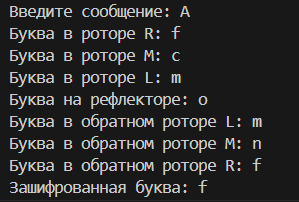 Введите сообщение: A
Буква в роторе R: f
Буква в роторе M: c
Буква в роторе L: m
Буква на рефлекторе: o
Буква в обратном роторе L: m
Буква в обратном роторе M: n
Буква в обратном роторе R: f
Зашифрованная буква: f